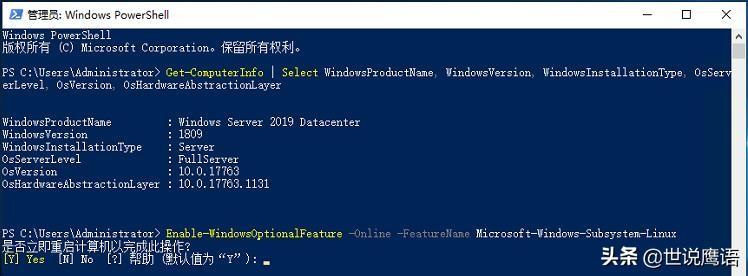 管理员: Windows PowerShell
Windows PowerShell
版权所有 (C) Microsoft Corporation。保留所有权利。
PS C:\Users\Administrator> Get-ComputerInfo | Select WindowsProductName, WindowsVersion, WindowsInstallationType, OsServ
erLevel, OsVersion, OsHardwareAbstractionLayer
WindowsProductName : Windows Server 2019 Datacenter
WindowsVersion : 1809
WindowsInstallationType : Server
OsServerLevel : FullServer
OsVersion : 10.0.17763
OsHardwareAbstractionLayer : 10.0.17763.1131
PS C:\Users\Administrator> Enable-WindowsOptionalFeature -Online -FeatureName Microsoft-Windows-Subsystem-Linux
是否立即重启计算机以完成此操作?
[Y] Yes [N] No [?] 帮助 (默认值为“Y”):
头条 @世说鹰语